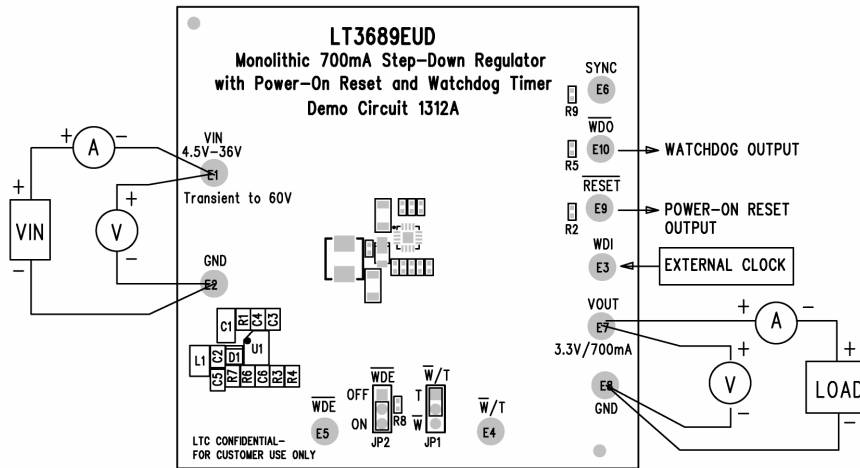 LT3689EUD
Monolithic 700mA Step-Down Regulator
with Power-On Reset and Watchdog Timer
Demo Circuit 1312A
SYNC
E6
R9
WDO
E10
R5
WATCHDOG OUTPUT
RESET
E9
R2
POWER-ON RESET
OUTPUT
WDI
E3
EXTERNAL CLOCK
VIN
4.5V-36V
E1
Transient to 60V
+ A -
+
VIN
-
+
V
-
GND
E2
VOUT
E7
3.3V/700mA
E8
GND
+ A -
+
V
-
+
LOAD
-
C1
R1
C4
C3
U1
L1
C2
D1
C5
R7
R6
C6
R3
R4
WDE
E5
WDE
OFF
ON
R8
JP2
W/T
T
W
JP1
W/T
E4
LTC CONFIDENTIAL-
FOR CUSTOMER USE ONLY